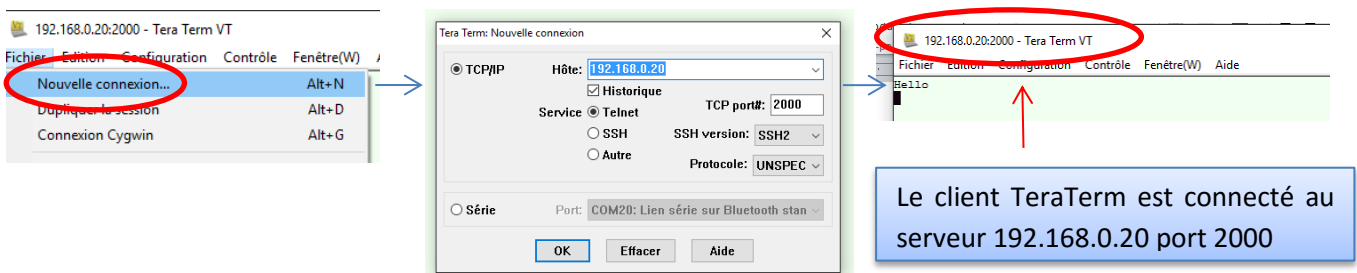 192.168.0.20:2000 - Tera Term VT
Fichier Edition Configuration Contrôle Fenêtre(W)
Nouvelle connexion... Alt+N
Dupliquer la session Alt+D
Connexion Cygwin Alt+G
Tera Term: Nouvelle connexion
TCP/IP Hôte: 192.168.0.20
Historique
Service Telnet TCP port#: 2000
SSH SSH version: SSH2
Autre
Protocole: UNSPEC
Série Port: COM20: Lien série sur Bluetooth stan
OK Effacer Aide
192.168.0.20:2000 - Tera Term VT
Fichier Edition Configuration Contrôle Fenêtre(W) Aide
Hello
Le client TeraTerm est connecté au
serveur 192.168.0.20 port 2000